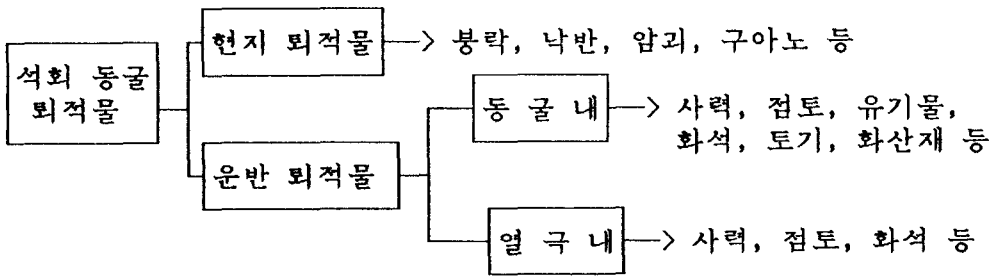 석회 동굴
퇴적물
현지 퇴적물
붕락, 낙반, 암괴, 구아노 등
운반 퇴적물
동 굴 내
사력, 점토, 유기물,
화석, 토기, 화산재 등
열 극 내
사력, 점토, 화석 등